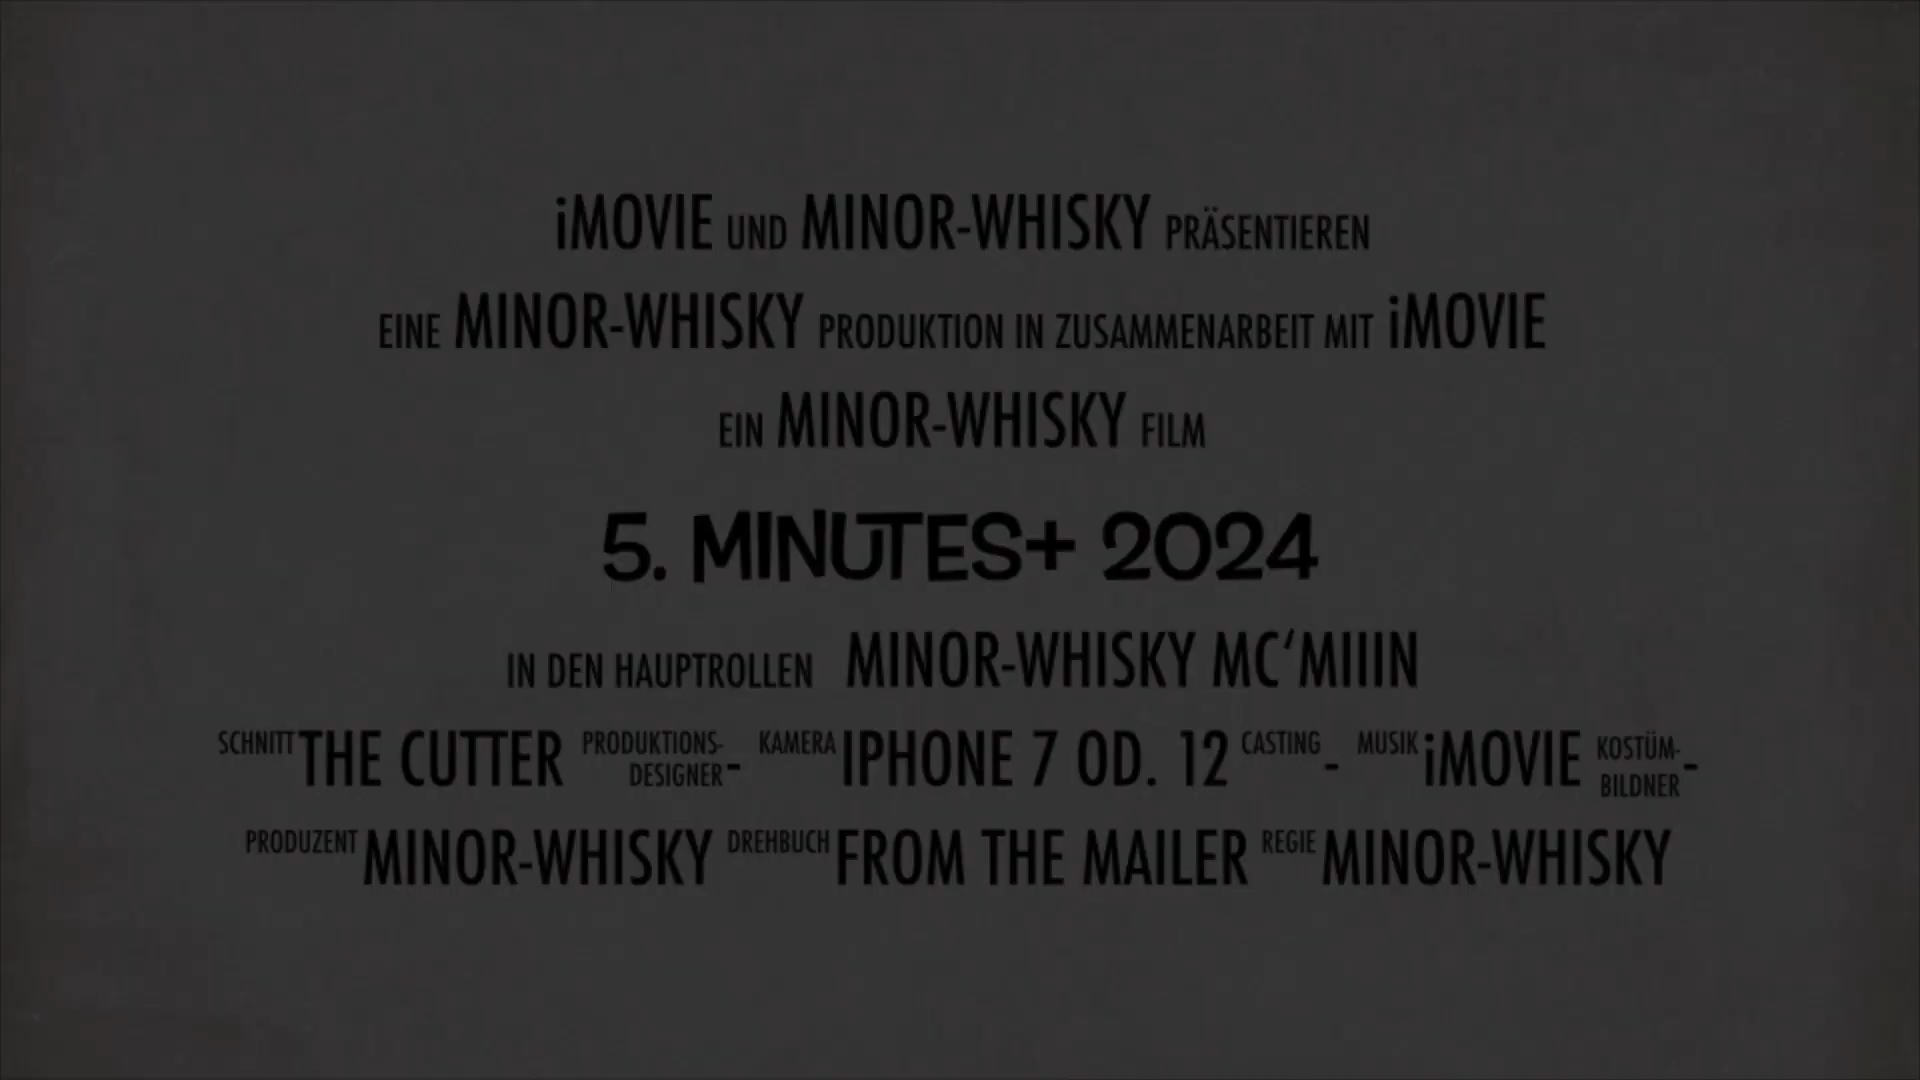 iMOVIE UND MINOR-WHISKY PRÄSENTIEREN
EINE MINOR-WHISKY PRODUKTION IN ZUSAMMENARBEIT MIT iMOVIE
EIN MINOR-WHISKY FILM
5. MINUTES+ 2024
IN DEN HAUPTROLLEN MINOR-WHISKY MC‘MIIIN
SCHNITT THE CUTTER PRODUKTIONS-DESIGNER - KAMERA IPHONE 7 OD. 12 CASTING - MUSIK iMOVIE KOSTÜM-BILDNER -
PRODUZENT MINOR-WHISKY DREHBUCH FROM THE MAILER REGIE MINOR-WHISKY